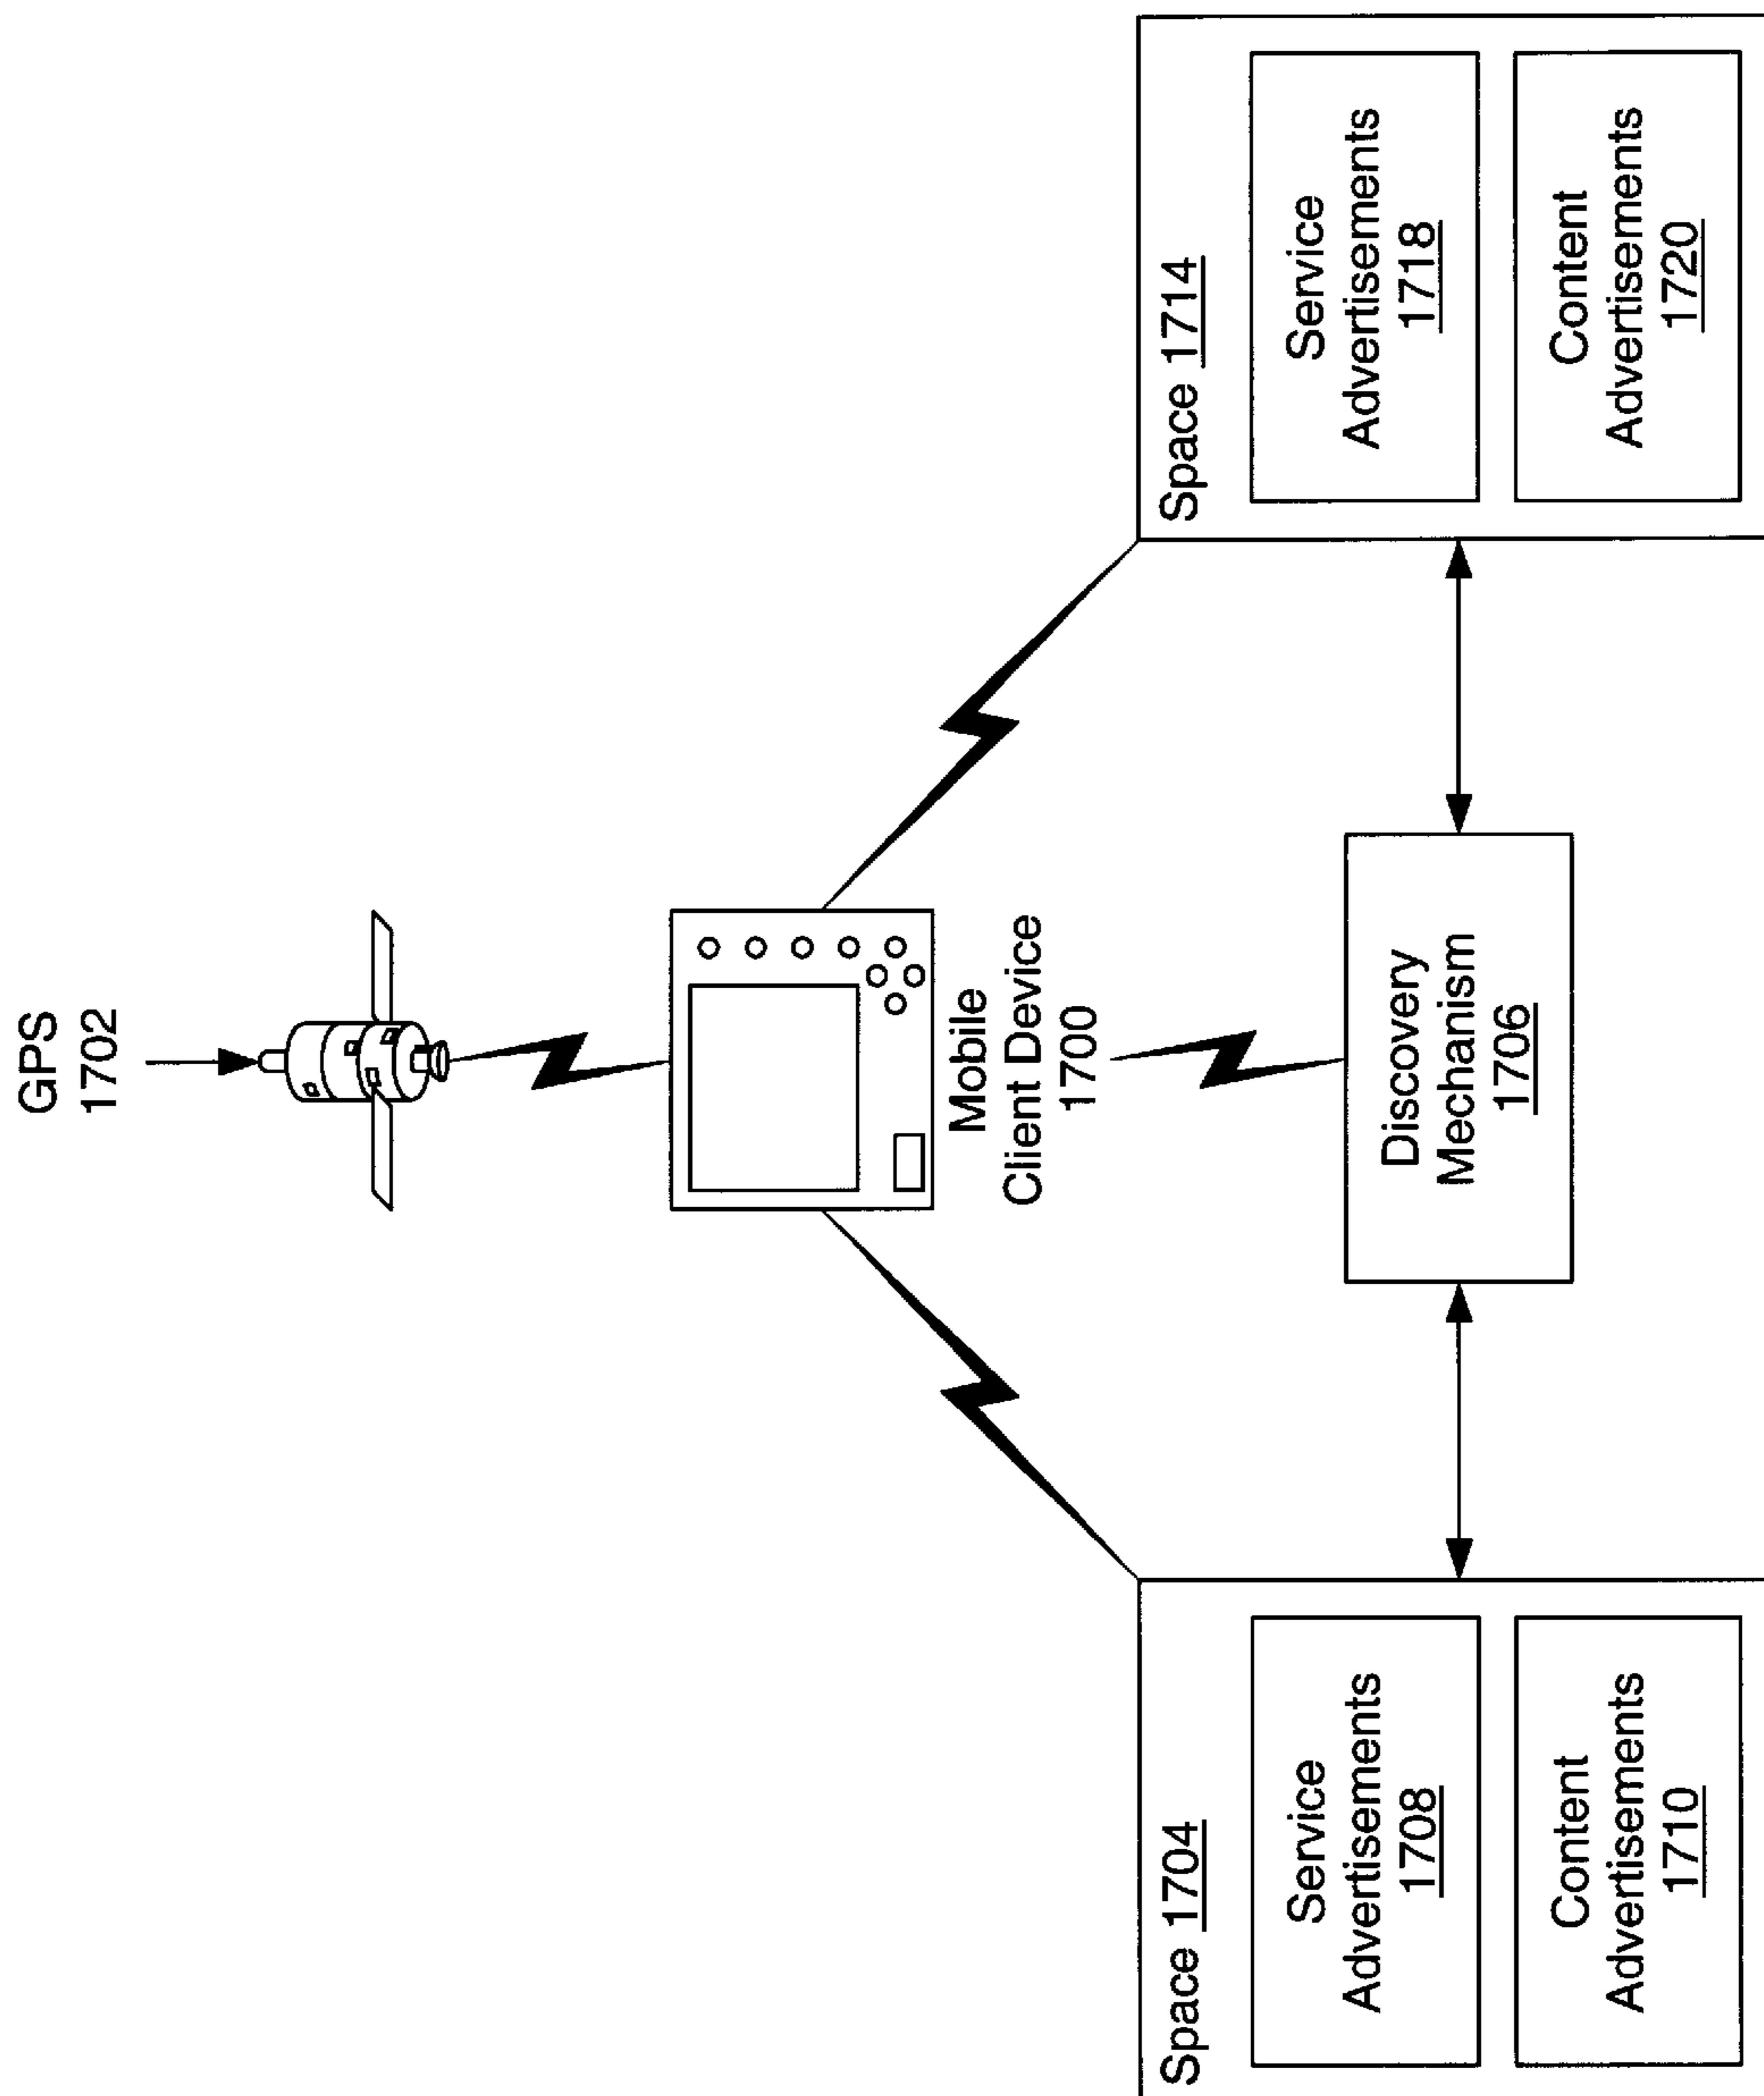 GPS
1702
Mobile
Client Device
1700
Discovery
Mechanism
1706
Space 1704
Service
Advertisements
1708
Content
Advertisements
1710
Space 1714
Service
Advertisements
1718
Content
Advertisements
1720